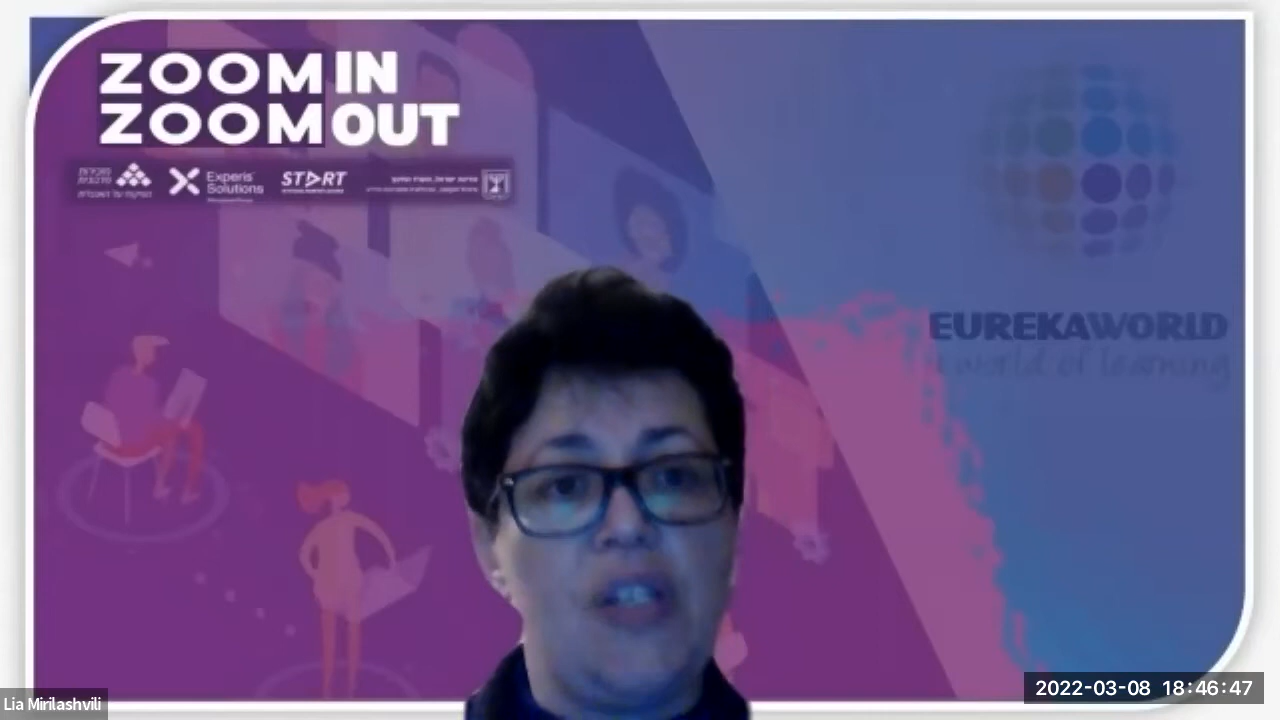 ZOOM IN
ZOOM OUT
Experis
Solutions
START
EUREKAWORLD
world of learning
Lia Mirilashvili
2022-03-08 18:46:47